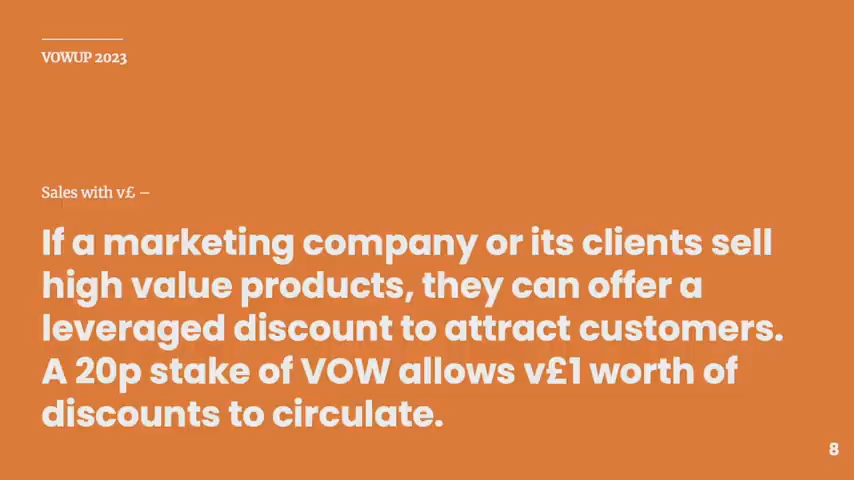 VOWUP 2023
Sales with v£ –
If a marketing company or its clients sell
high value products, they can offer a
leveraged discount to attract customers.
A 20p stake of VOW allows v£1 worth of
discounts to circulate.
8